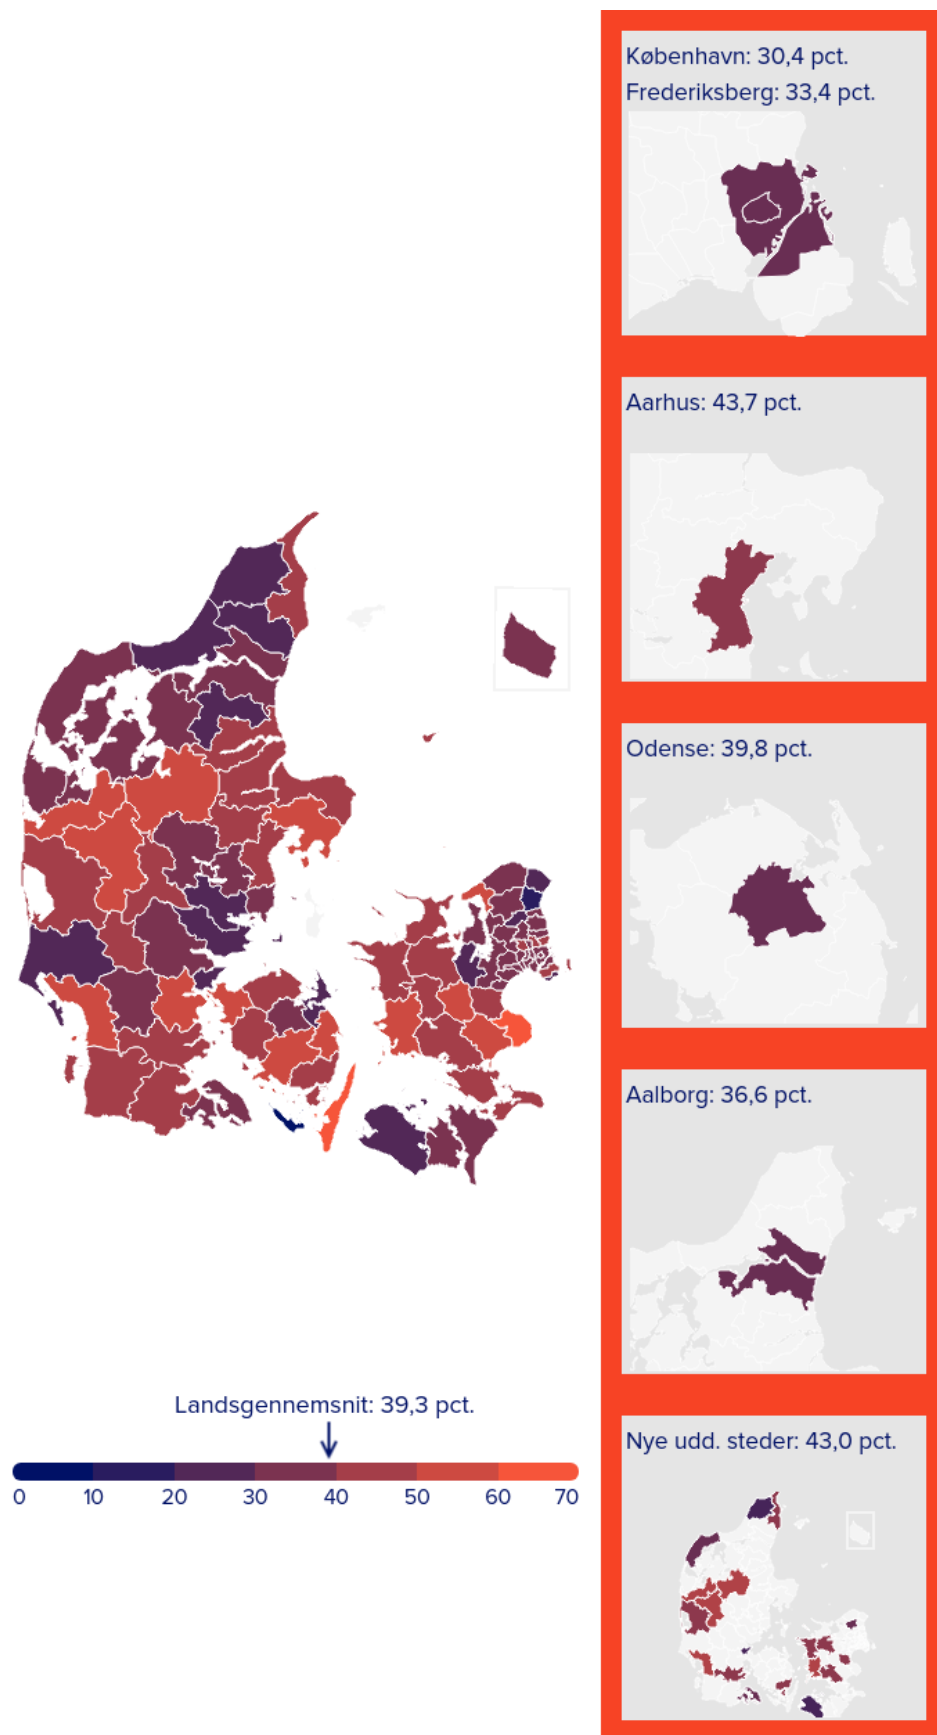 København: 30,4 pct.
Frederiksberg: 33,4 pct.
Aarhus: 43,7 pct.
Odense: 39,8 pct.
Aalborg: 36,6 pct.
Landsgennemsnit: 39,3 pct.
0 10 20 30 40 50 60 70
Nye udd. steder: 43,0 pct.